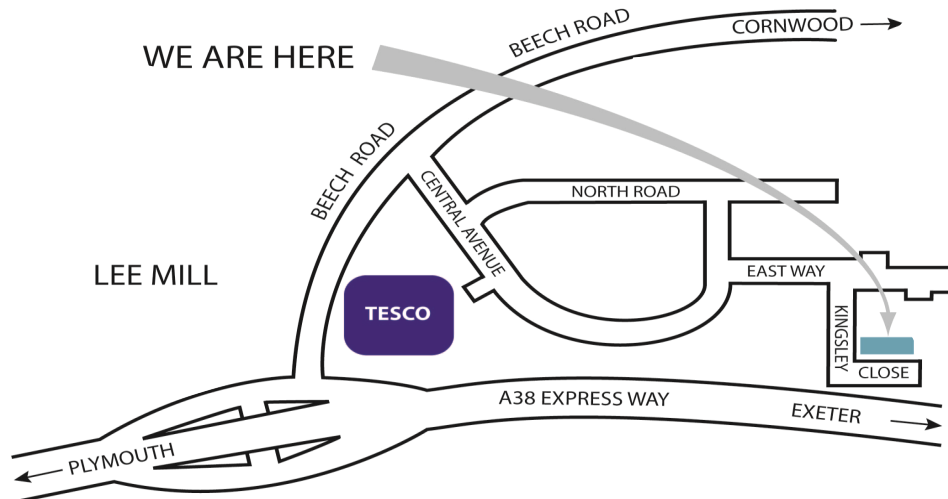 BEECH ROAD
CORNWOOD
WE ARE HERE
BEECH ROAD
CENTRAL AVENUE
NORTH ROAD
LEE MILL
EAST WAY
TESCO
KINGSLEY
CLOSE
A38 EXPRESS WAY
EXETER
PLYMOUTH